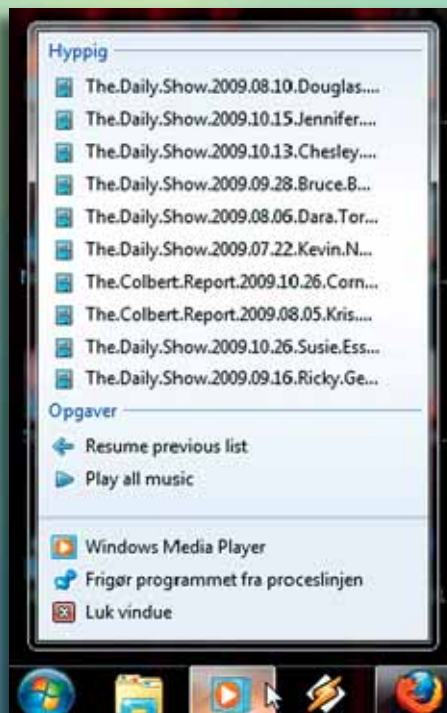 Hyppig
The.Daily.Show.2009.08.10.Douglas....
The.Daily.Show.2009.10.15.Jennifer....
The.Daily.Show.2009.10.13.Chesley....
The.Daily.Show.2009.09.28.Bruce.B...
The.Daily.Show.2009.08.06.Dara.Tor...
The.Daily.Show.2009.07.22.Kevin.N...
The.Colbert.Report.2009.10.26.Corn...
The.Colbert.Report.2009.08.05.Kris....
The.Daily.Show.2009.10.26.Susie.Ess...
The.Daily.Show.2009.09.16.Ricky.Ge...
Opgaver
Resume previous list
Play all music
Windows Media Player
Frigør programmet fra proceslinjen
Luk vindue